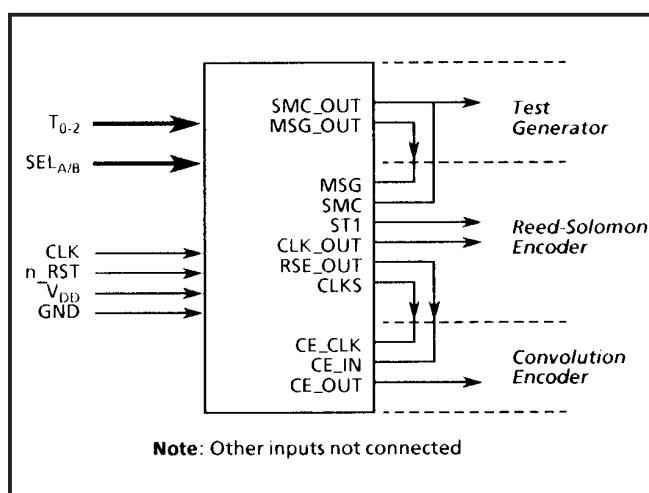 T0-2
SELA/B
CLK
n_RST
VDD
GND
SMC_OUT
MSG_OUT
MSG
SMC
ST1
CLK_OUT
RSE_OUT
CLKS
CE_CLK
CE_IN
CE_OUT
Test
Generator
Reed-Solomon
Encoder
Convolution
Encoder
Note: Other inputs not connected